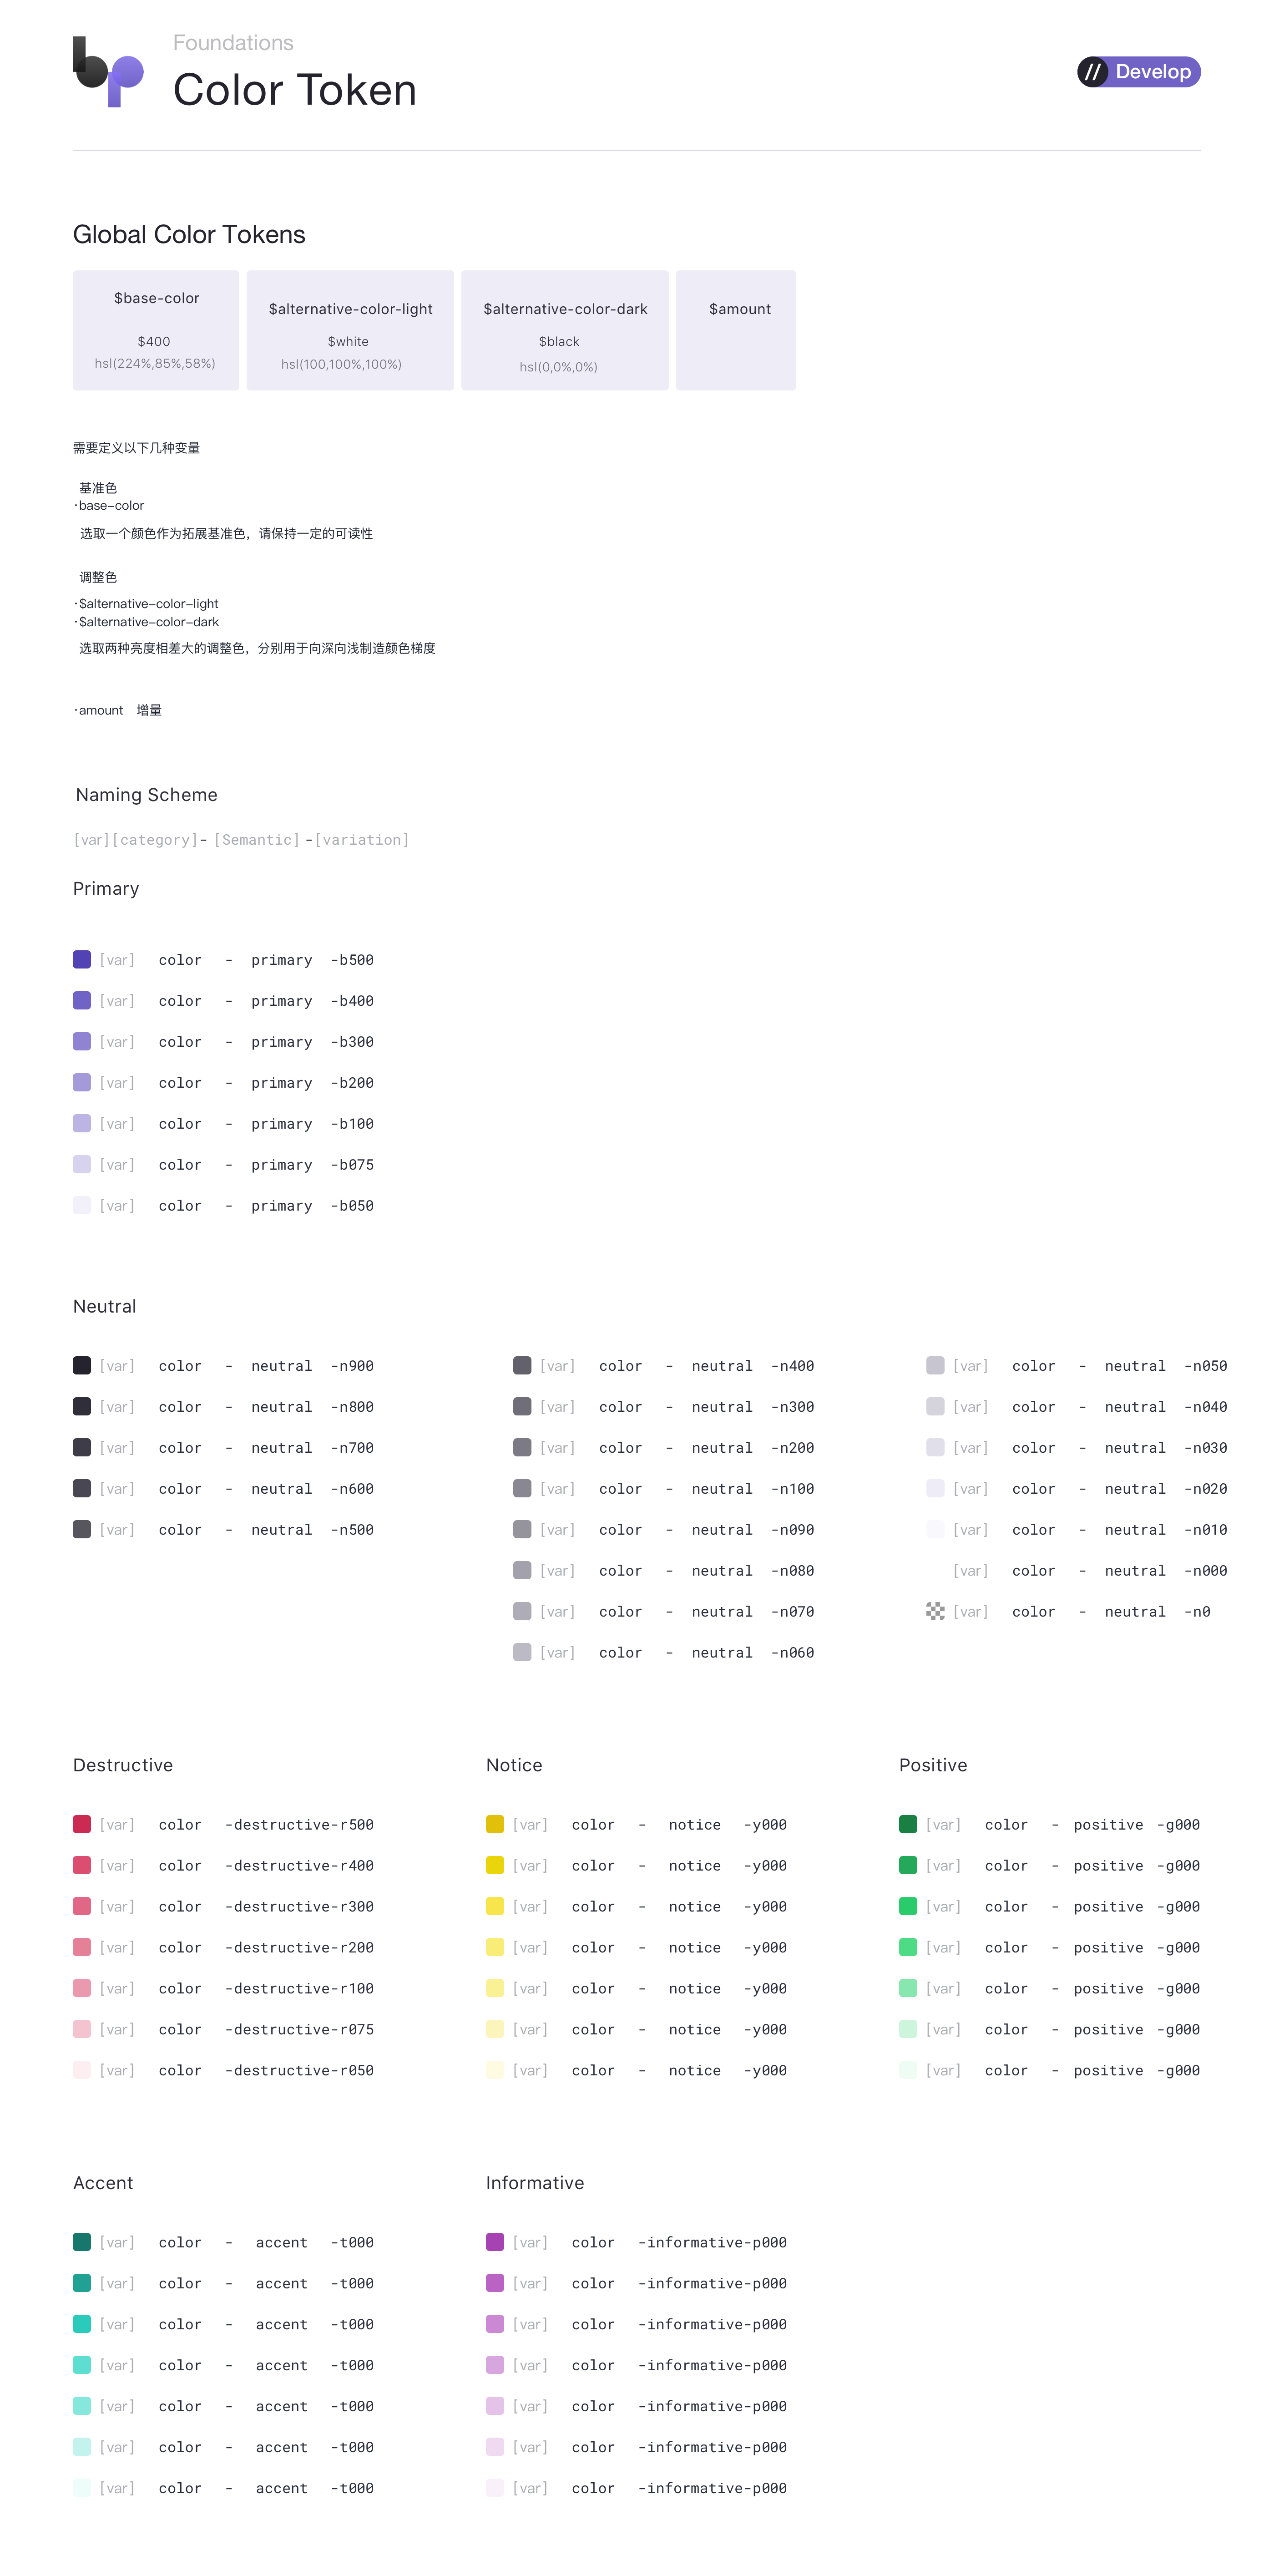 Foundations
Color Token
// Develop
Global Color Tokens
$base-color
$400
hsl(224%,85%,58%)
$alternative-color-light
$white
hsl(100,100%,100%)
$alternative-color-dark
$black
hsl(0,0%,0%)
$amount
需要定义以下几种变量
基准色
·base-color
选取一个颜色作为拓展基准色，请保持一定的可读性
调整色
·$alternative-color-light
·$alternative-color-dark
选取两种亮度相差大的调整色，分别用于向深向浅制造颜色梯度
·amount 增量
Naming Scheme
[var][category]- [Semantic] -[variation]
Primary
[var] color - primary -b500
[var] color - primary -b400
[var] color - primary -b300
[var] color - primary -b200
[var] color - primary -b100
[var] color - primary -b075
[var] color - primary -b050
Neutral
[var] color - neutral -n900
[var] color - neutral -n800
[var] color - neutral -n700
[var] color - neutral -n600
[var] color - neutral -n500
[var] color - neutral -n400
[var] color - neutral -n300
[var] color - neutral -n200
[var] color - neutral -n100
[var] color - neutral -n090
[var] color - neutral -n080
[var] color - neutral -n070
[var] color - neutral -n060
[var] color - neutral -n050
[var] color - neutral -n040
[var] color - neutral -n030
[var] color - neutral -n020
[var] color - neutral -n010
[var] color - neutral -n000
[var] color - neutral -n0
Destructive
[var] color -destructive-r500
[var] color -destructive-r400
[var] color -destructive-r300
[var] color -destructive-r200
[var] color -destructive-r100
[var] color -destructive-r075
[var] color -destructive-r050
Notice
[var] color - notice -y000
[var] color - notice -y000
[var] color - notice -y000
[var] color - notice -y000
[var] color - notice -y000
[var] color - notice -y000
[var] color - notice -y000
Positive
[var] color - positive -g000
[var] color - positive -g000
[var] color - positive -g000
[var] color - positive -g000
[var] color - positive -g000
[var] color - positive -g000
[var] color - positive -g000
Accent
[var] color - accent -t000
[var] color - accent -t000
[var] color - accent -t000
[var] color - accent -t000
[var] color - accent -t000
[var] color - accent -t000
[var] color - accent -t000
Informative
[var] color -informative-p000
[var] color -informative-p000
[var] color -informative-p000
[var] color -informative-p000
[var] color -informative-p000
[var] color -informative-p000
[var] color -informative-p000